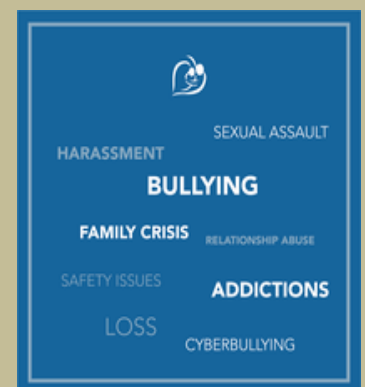 SEXUAL ASSAULT
HARASSMENT
BULLYING
FAMILY CRISIS
RELATIONSHIP ABUSE
SAFETY ISSUES
ADDICTIONS
LOSS
CYBERBULLYING